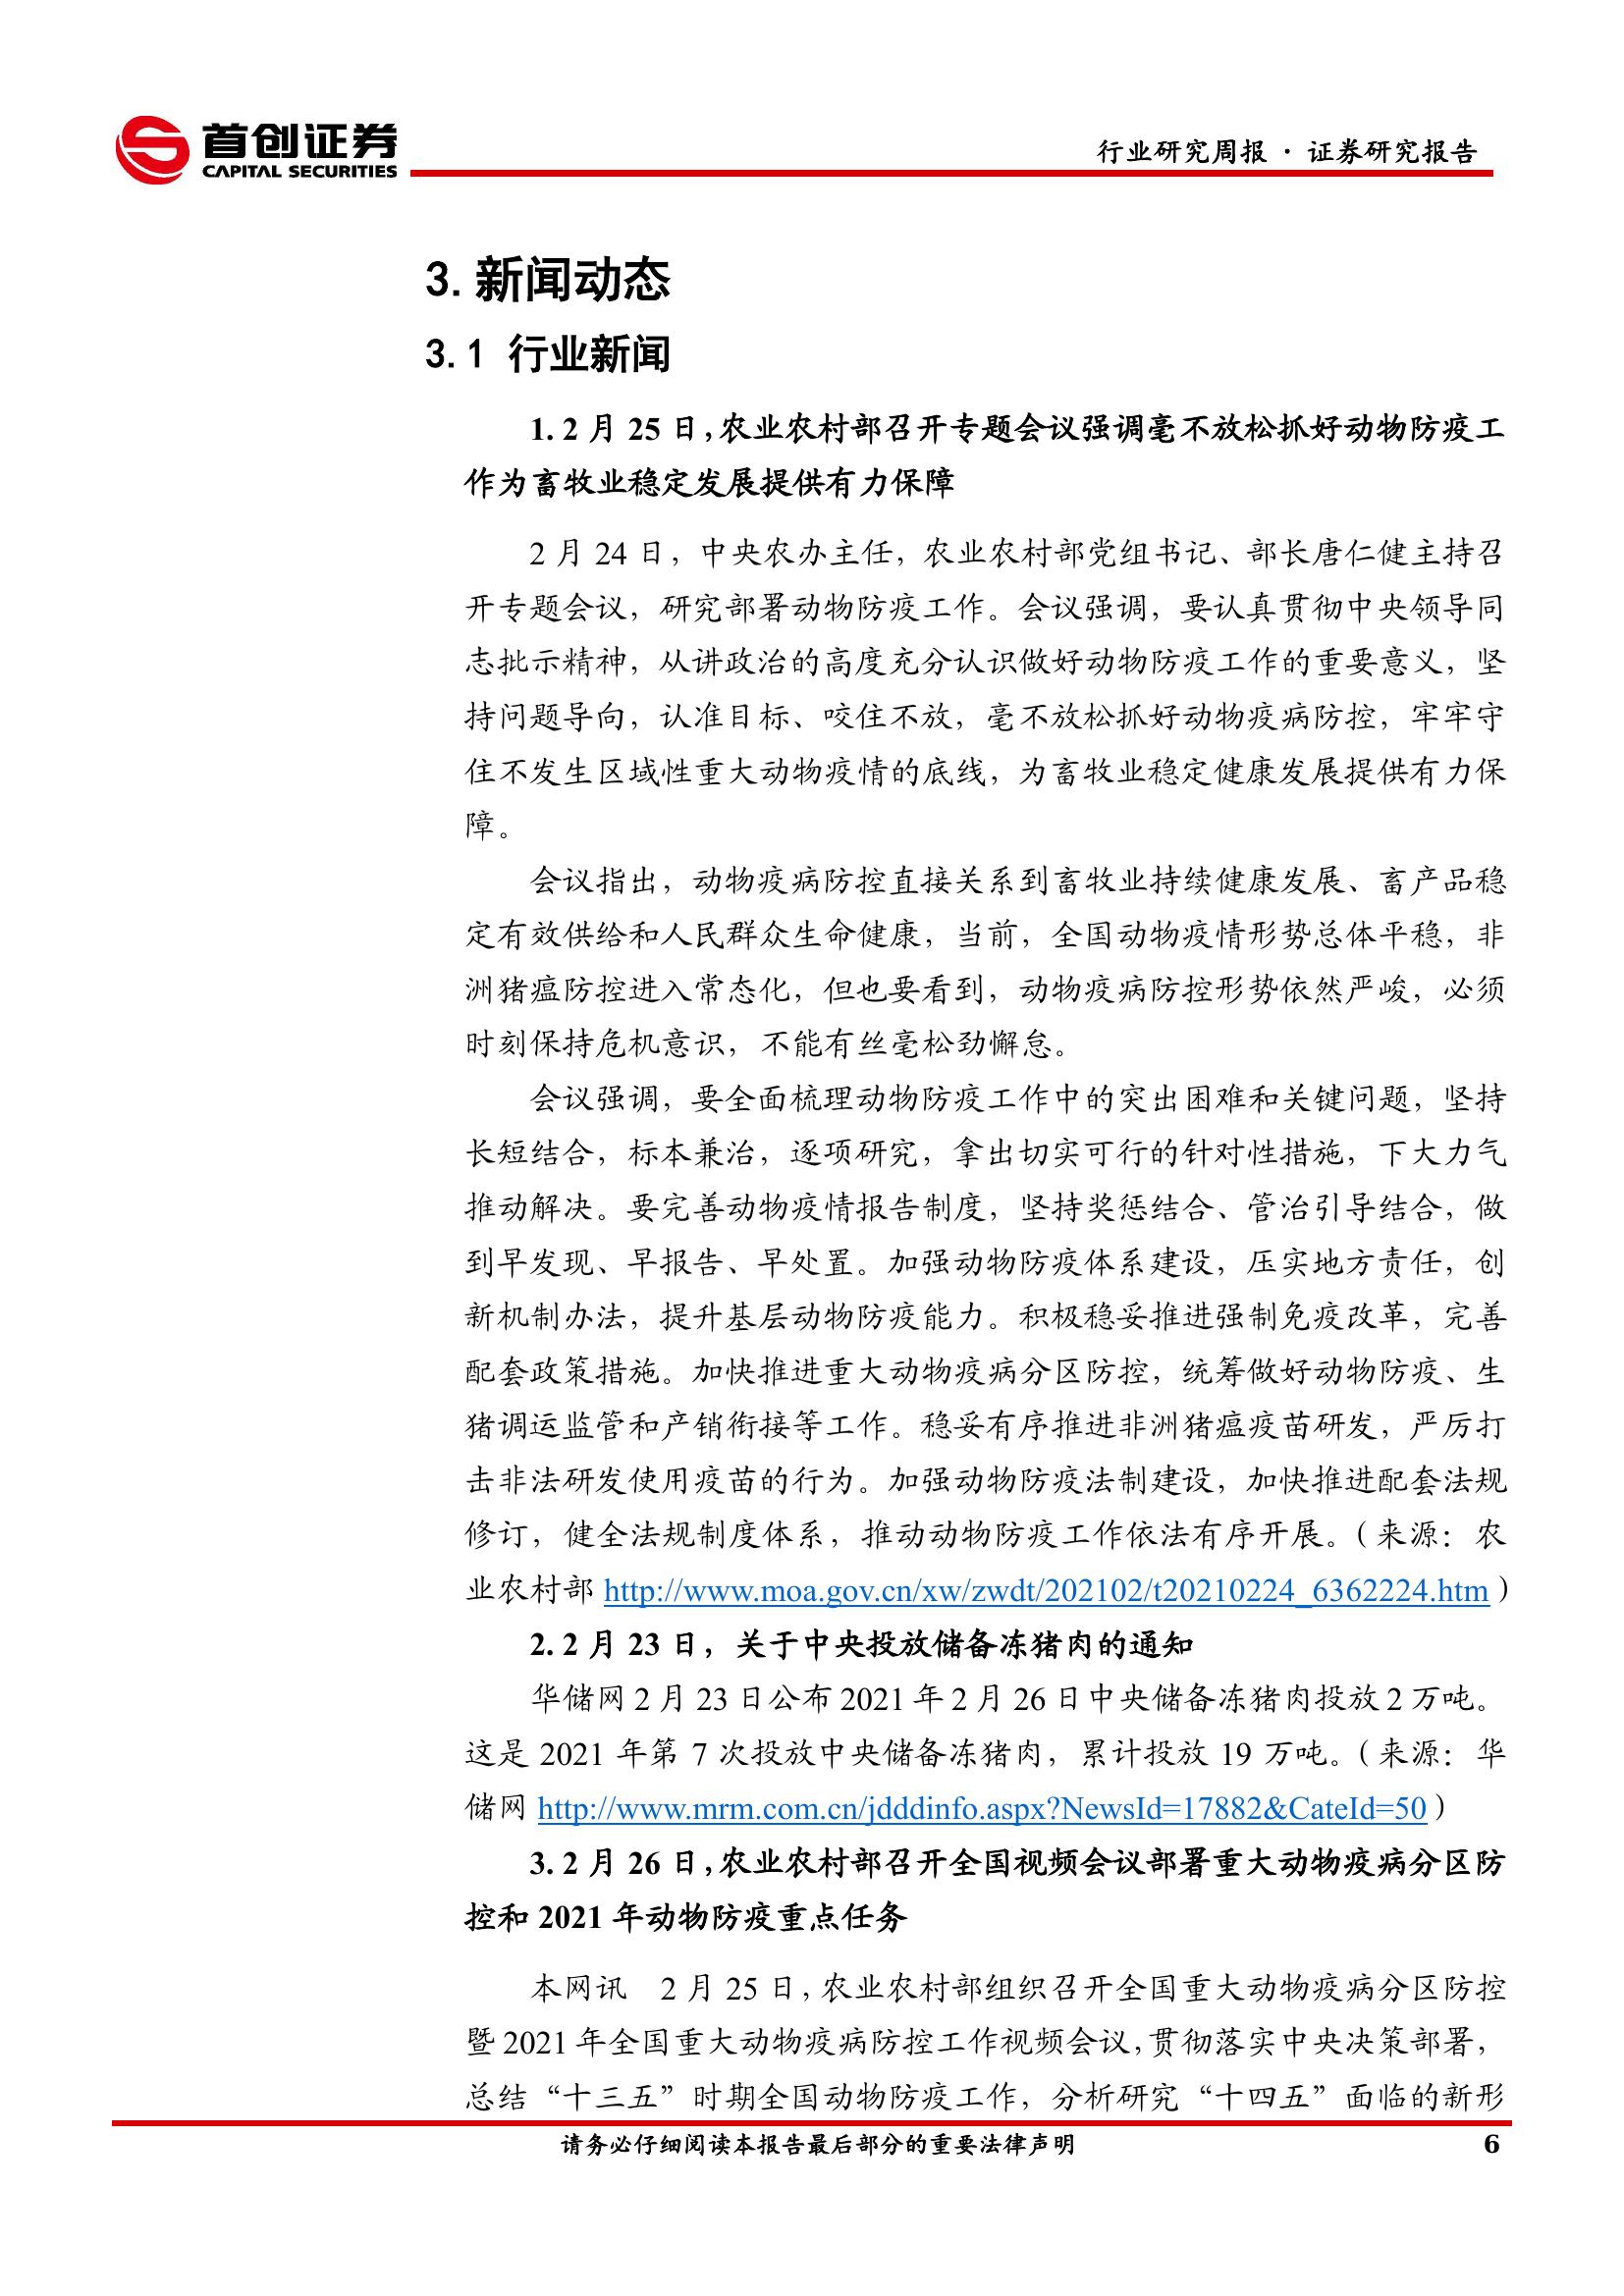 首创证券
CAPITAL SECURITIES
行业研究周报 · 证券研究报告
3.新闻动态
3.1 行业新闻
1. 2 月 25 日，农业农村部召开专题会议强调毫不放松抓好动物防疫工
作为畜牧业稳定发展提供有力保障
2 月 24 日，中央农办主任，农业农村部党组书记、部长唐仁健主持召
开专题会议，研究部署动物防疫工作。会议强调，要认真贯彻中央领导同
志批示精神，从讲政治的高度充分认识做好动物防疫工作的重要意义，坚
持问题导向，认准目标、咬住不放，毫不放松抓好动物疫病防控，牢牢守
住不发生区域性重大动物疫情的底线，为畜牧业稳定健康发展提供有力保
障。
会议指出，动物疫病防控直接关系到畜牧业持续健康发展、畜产品稳
定有效供给和人民群众生命健康，当前，全国动物疫情形势总体平稳，非
洲猪瘟防控进入常态化，但也要看到，动物疫病防控形势依然严峻，必须
时刻保持危机意识，不能有丝毫松劲懈怠。
会议强调，要全面梳理动物防疫工作中的突出困难和关键问题，坚持
长短结合，标本兼治，逐项研究，拿出切实可行的针对性措施，下大力气
推动解决。要完善动物疫情报告制度，坚持奖惩结合、管治引导结合，做
到早发现、早报告、早处置。加强动物防疫体系建设，压实地方责任，创
新机制办法，提升基层动物防疫能力。积极稳妥推进强制免疫改革，完善
配套政策措施。加快推进重大动物疫病分区防控，统筹做好动物防疫、生
猪调运监管和产销衔接等工作。稳妥有序推进非洲猪瘟疫苗研发，严厉打
击非法研发使用疫苗的行为。加强动物防疫法制建设，加快推进配套法规
修订，健全法规制度体系，推动动物防疫工作依法有序开展。（来源：农
业农村部 http://www.moa.gov.cn/xw/zwdt/202102/t20210224_6362224.htm）
2. 2 月 23 日，关于中央投放储备冻猪肉的通知
华储网 2 月 23 日公布 2021 年 2 月 26 日中央储备冻猪肉投放 2 万吨。
这是 2021 年第 7 次投放中央储备冻猪肉，累计投放 19 万吨。（来源：华
储网 http://www.mrm.com.cn/jdddinfo.aspx?NewsId=17882&CateId=50）
3. 2 月 26 日，农业农村部召开全国视频会议部署重大动物疫病分区防
控和 2021 年动物防疫重点任务
本网讯　2 月 25 日，农业农村部组织召开全国重大动物疫病分区防控
暨 2021 年全国重大动物疫病防控工作视频会议，贯彻落实中央决策部署，
总结“十三五”时期全国动物防疫工作，分析研究“十四五”面临的新形
请务必仔细阅读本报告最后部分的重要法律声明 6